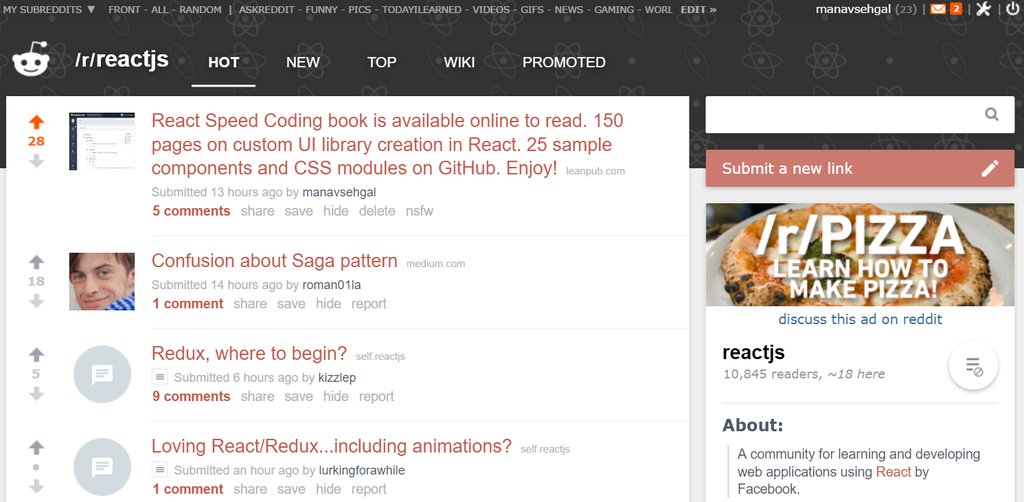 MY SUBREDDITS ▼ FRONT - ALL - RANDOM | ASKREDDIT - FUNNY - PICS - TODAYILEARNED - VIDEOS - GIFS - NEWS - GAMING - WORL EDIT »
manavsehgal (23) | 2 | |
/r/reactjs HOT NEW TOP WIKI PROMOTED
28
React Speed Coding book is available online to read. 150
pages on custom UI library creation in React. 25 sample
components and CSS modules on GitHub. Enjoy! leanpub.com
Submitted 13 hours ago by manavsehgal
5 comments share save hide delete nsfw
18
Confusion about Saga pattern medium.com
Submitted 14 hours ago by roman01la
1 comment share save hide report
5
Redux, where to begin? self.reactjs
Submitted 6 hours ago by kizzlep
9 comments share save hide report
•
Loving React/Redux...including animations? self.reactjs
Submitted an hour ago by lurkingforawhile
1 comment share save hide report
Submit a new link
/r/PIZZA
LEARN HOW TO
MAKE PIZZA!
discuss this ad on reddit
reactjs
10,845 readers, ~18 here
About:
A community for learning and developing
web applications using React by
Facebook.